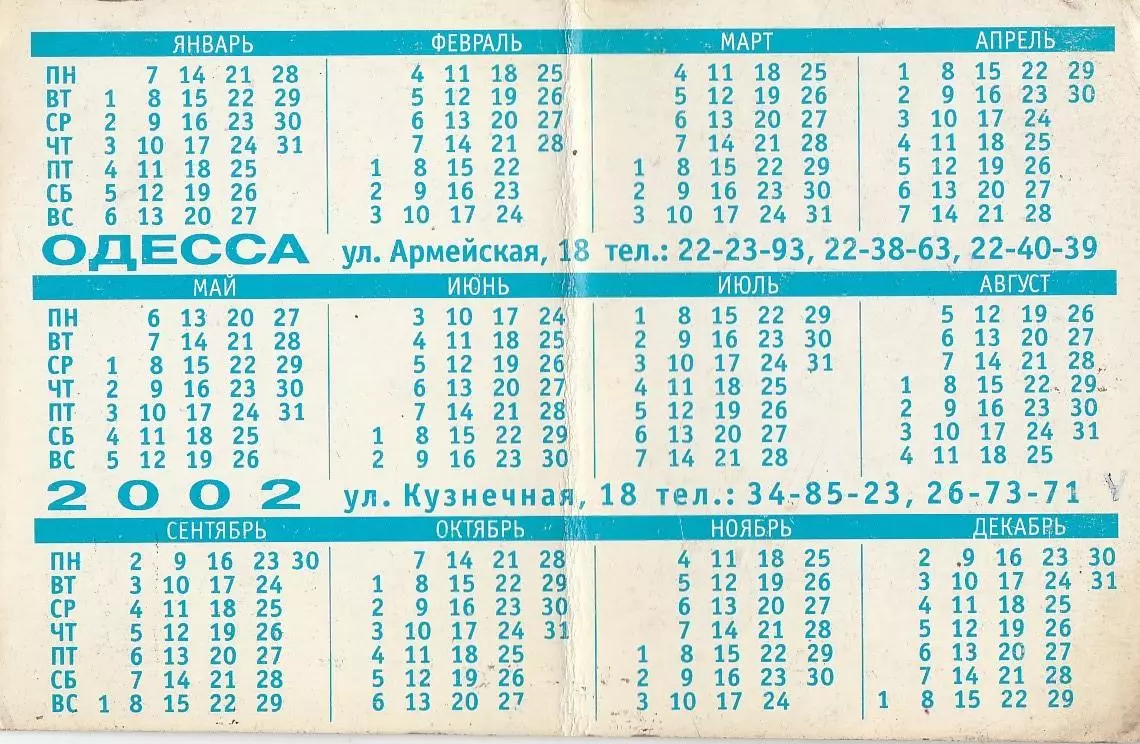 ЯНВАРЬ ФЕВРАЛЬ МАРТ АПРЕЛЬ
ПН 7 14 21 28 4 11 18 25 4 11 18 25 1 8 15 22 29
ВТ 1 8 15 22 29 5 12 19 26 5 12 19 26 2 9 16 23 30
СР 2 9 16 23 30 6 13 20 27 6 13 20 27 3 10 17 24
ЧТ 3 10 17 24 31 7 14 21 28 7 14 21 28 4 11 18 25
ПТ 4 11 18 25 1 8 15 22 1 8 15 22 29 5 12 19 26
СБ 5 12 19 26 2 9 16 23 2 9 16 23 30 6 13 20 27
ВС 6 13 20 27 3 10 17 24 3 10 17 24 31 7 14 21 28
ОДЕССА ул. Армейская, 18 тел.: 22-23-93, 22-38-63, 22-40-39
МАЙ ИЮНЬ ИЮЛЬ АВГУСТ
ПН 6 13 20 27 3 10 17 24 1 8 15 22 29 5 12 19 26
ВТ 7 14 21 28 4 11 18 25 2 9 16 23 30 6 13 20 27
СР 1 8 15 22 29 5 12 19 26 3 10 17 24 31 7 14 21 28
ЧТ 2 9 16 23 30 6 13 20 27 4 11 18 25 1 8 15 22 29
ПТ 3 10 17 24 31 7 14 21 28 5 12 19 26 2 9 16 23 30
СБ 4 11 18 25 1 8 15 22 29 6 13 20 27 3 10 17 24 31
ВС 5 12 19 26 2 9 16 23 30 7 14 21 28 4 11 18 25
2002 ул. Кузнечная, 18 тел.: 34-85-23, 26-73-71
СЕНТЯБРЬ ОКТЯБРЬ НОЯБРЬ ДЕКАБРЬ
ПН 2 9 16 23 30 7 14 21 28 4 11 18 25 2 9 16 23 30
ВТ 3 10 17 24 1 8 15 22 29 5 12 19 26 3 10 17 24 31
СР 4 11 18 25 2 9 16 23 30 6 13 20 27 4 11 18 25
ЧТ 5 12 19 26 3 10 17 24 31 7 14 21 28 5 12 19 26
ПТ 6 13 20 27 4 11 18 25 1 8 15 22 29 6 13 20 27
СБ 7 14 21 28 5 12 19 26 2 9 16 23 30 7 14 21 28
ВС 1 8 15 22 29 6 13 20 27 3 10 17 24 1 8 15 22 29